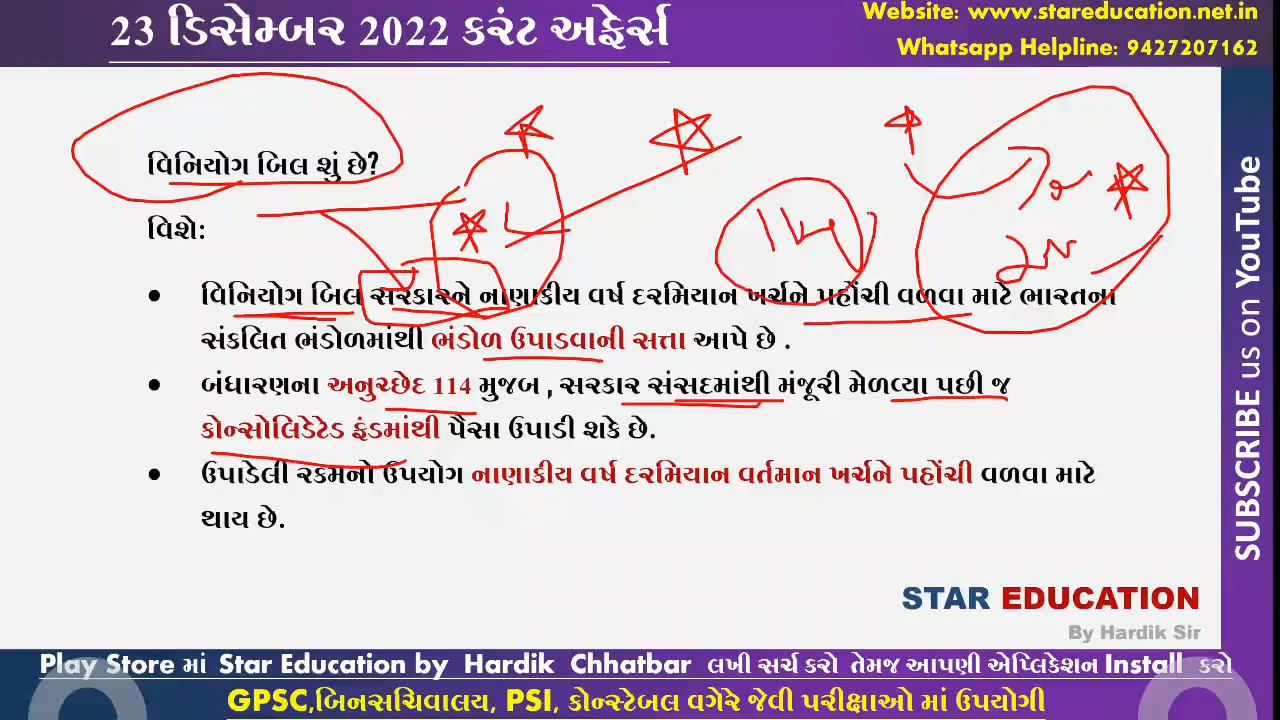 23 ડિસેમ્બર 2022 કરંટ અફેર્સ
Website: www.stareducation.net.in
Whatsapp Helpline: 9427207162
વિનિયોગ બિલ શું છે?
વિશે:
• વિનિયોગ બિલ સરકારને નાણાકીય વર્ષ દરમિયાન ખર્ચને પહોંચી વળવા માટે ભારતના
સંકલિત ભંડોળમાંથી ભંડોળ ઉપાડવાની સત્તા આપે છે .
• બંધારણના અનુચ્છેદ 114 મુજબ , સરકાર સંસદમાંથી મંજૂરી મેળવ્યા પછી જ
કોન્સોલિડેટેડ ફંડમાંથી પૈસા ઉપાડી શકે છે.
• ઉપાડેલી રકમનો ઉપયોગ નાણાકીય વર્ષ દરમિયાન વર્તમાન ખર્ચને પહોંચી વળવા માટે
થાય છે.
SUBSCRIBE us on YouTube
STAR EDUCATION
By Hardik Sir
Play Store માં Star Education by Hardik Chhatbar લખી સર્ચ કરો તેમજ આપણી એપ્લિકેશન Install કરો
GPSC,બિનસચિવાલય, PSI, કોન્સ્ટેબલ વગેરે જેવી પરીક્ષાઓ માં ઉપયોગી